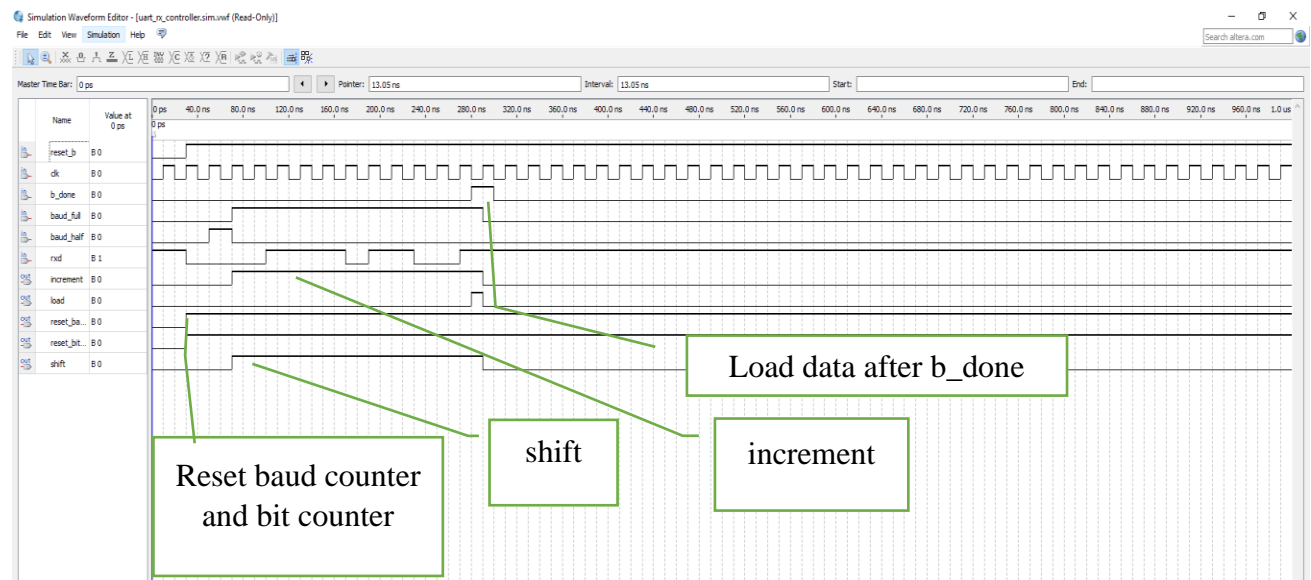 Simulation Waveform Editor - [uart_rx_controller.sim.vwf (Read-Only)]
File Edit View Simulation Help
Search altera.com
Master Time Bar: 0 ps Pointer: 13.05 ns Interval: 13.05 ns Start: End:
Name Value at 0 ps
0 ps 40.0 ns 80.0 ns 120.0 ns 160.0 ns 200.0 ns 240.0 ns 280.0 ns 320.0 ns 360.0 ns 400.0 ns 440.0 ns 480.0 ns 520.0 ns 560.0 ns 600.0 ns 640.0 ns 680.0 ns 720.0 ns 760.0 ns 800.0 ns 840.0 ns 880.0 ns 920.0 ns 960.0 ns 1.0 us
0 ps
reset_b B 0
clk B 0
b_done B 0
baud_full B 0
baud_half B 0
rxd B 1
increment B 0
load B 0
reset_ba... B 0
reset_bit... B 0
shift B 0
Load data after b_done
shift
increment
Reset baud counter
and bit counter